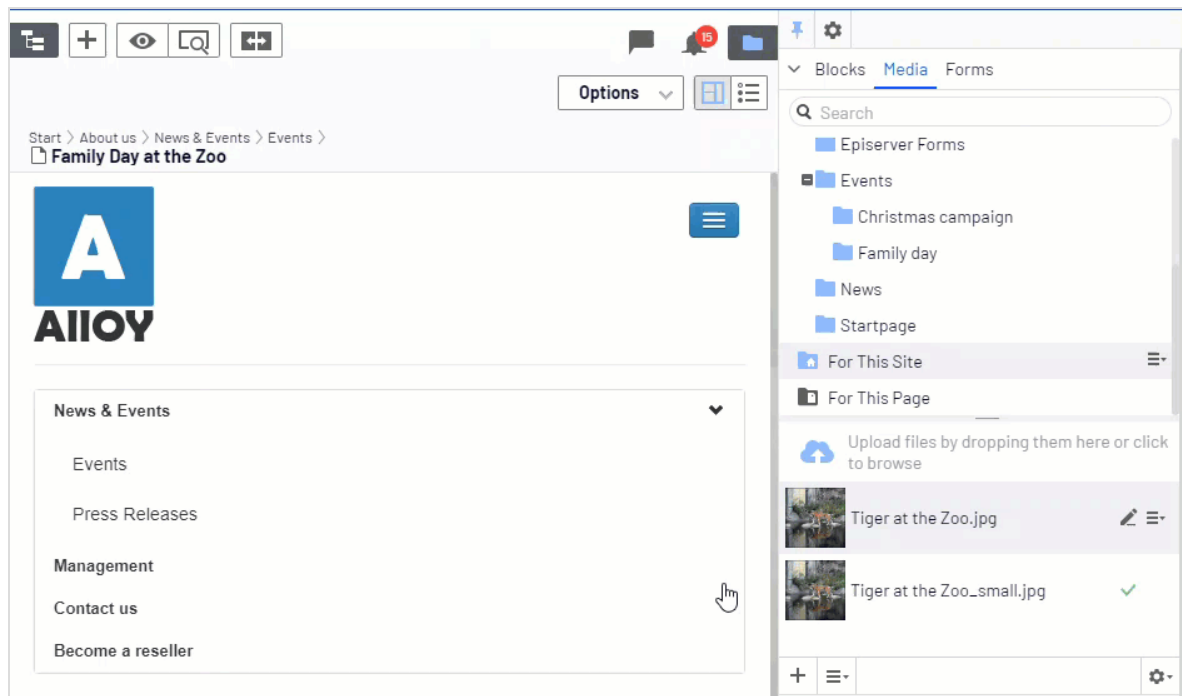 15
Options
Start > About us > News & Events > Events >
Family Day at the Zoo
A
AllOY
News & Events
Events
Press Releases
Management
Contact us
Become a reseller
Blocks Media Forms
Search
Episerver Forms
Events
Christmas campaign
Family day
News
Startpage
For This Site
For This Page
Upload files by dropping them here or click
to browse
Tiger at the Zoo.jpg
Tiger at the Zoo_small.jpg